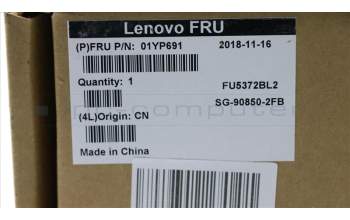 Lenovo FRU
(P)FRU P/N: 01YP691 2018-11-16
Quantity: 1 FU5372BL2
SG-90850-2FB
(4L)Origin: CN
Made in China